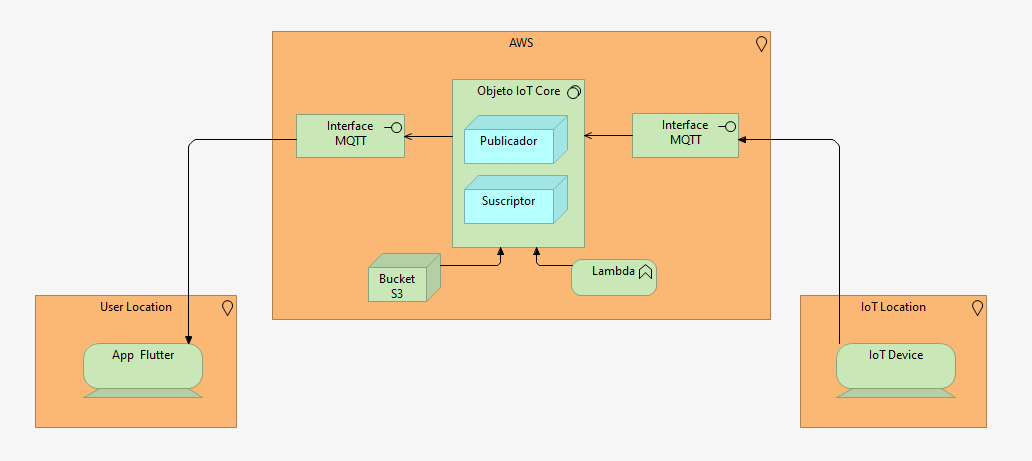 AWS
Objeto IoT Core
Interface
MQTT
Publicador
Interface
MQTT
Suscriptor
Bucket
S3
Lambda
User Location
App Flutter
IoT Location
IoT Device